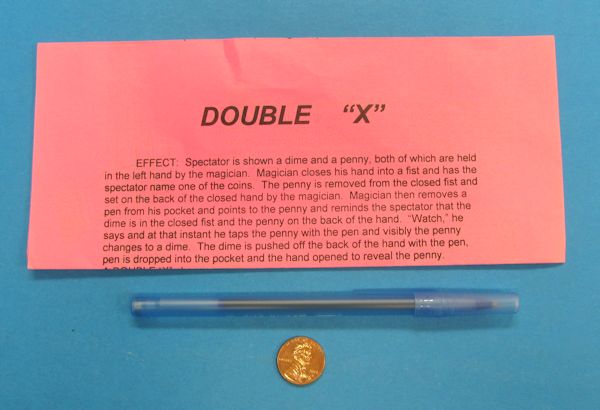 DOUBLE "X"
EFFECT: Spectator is shown a dime and a penny, both of which are held
in the left hand by the magician. Magician closes his hand into a fist and has the
spectator name one of the coins. The penny is removed from the closed fist and
set on the back of the closed hand by the magician. Magician then removes a
pen from his pocket and points to the penny and reminds the spectator that the
dime is in the closed fist and the penny on the back of the hand. "Watch," he
says and at that instant he taps the penny with the pen and visibly the penny
changes to a dime. The dime is pushed off the back of the hand with the pen,
pen is dropped into the pocket and the hand opened to reveal the penny.